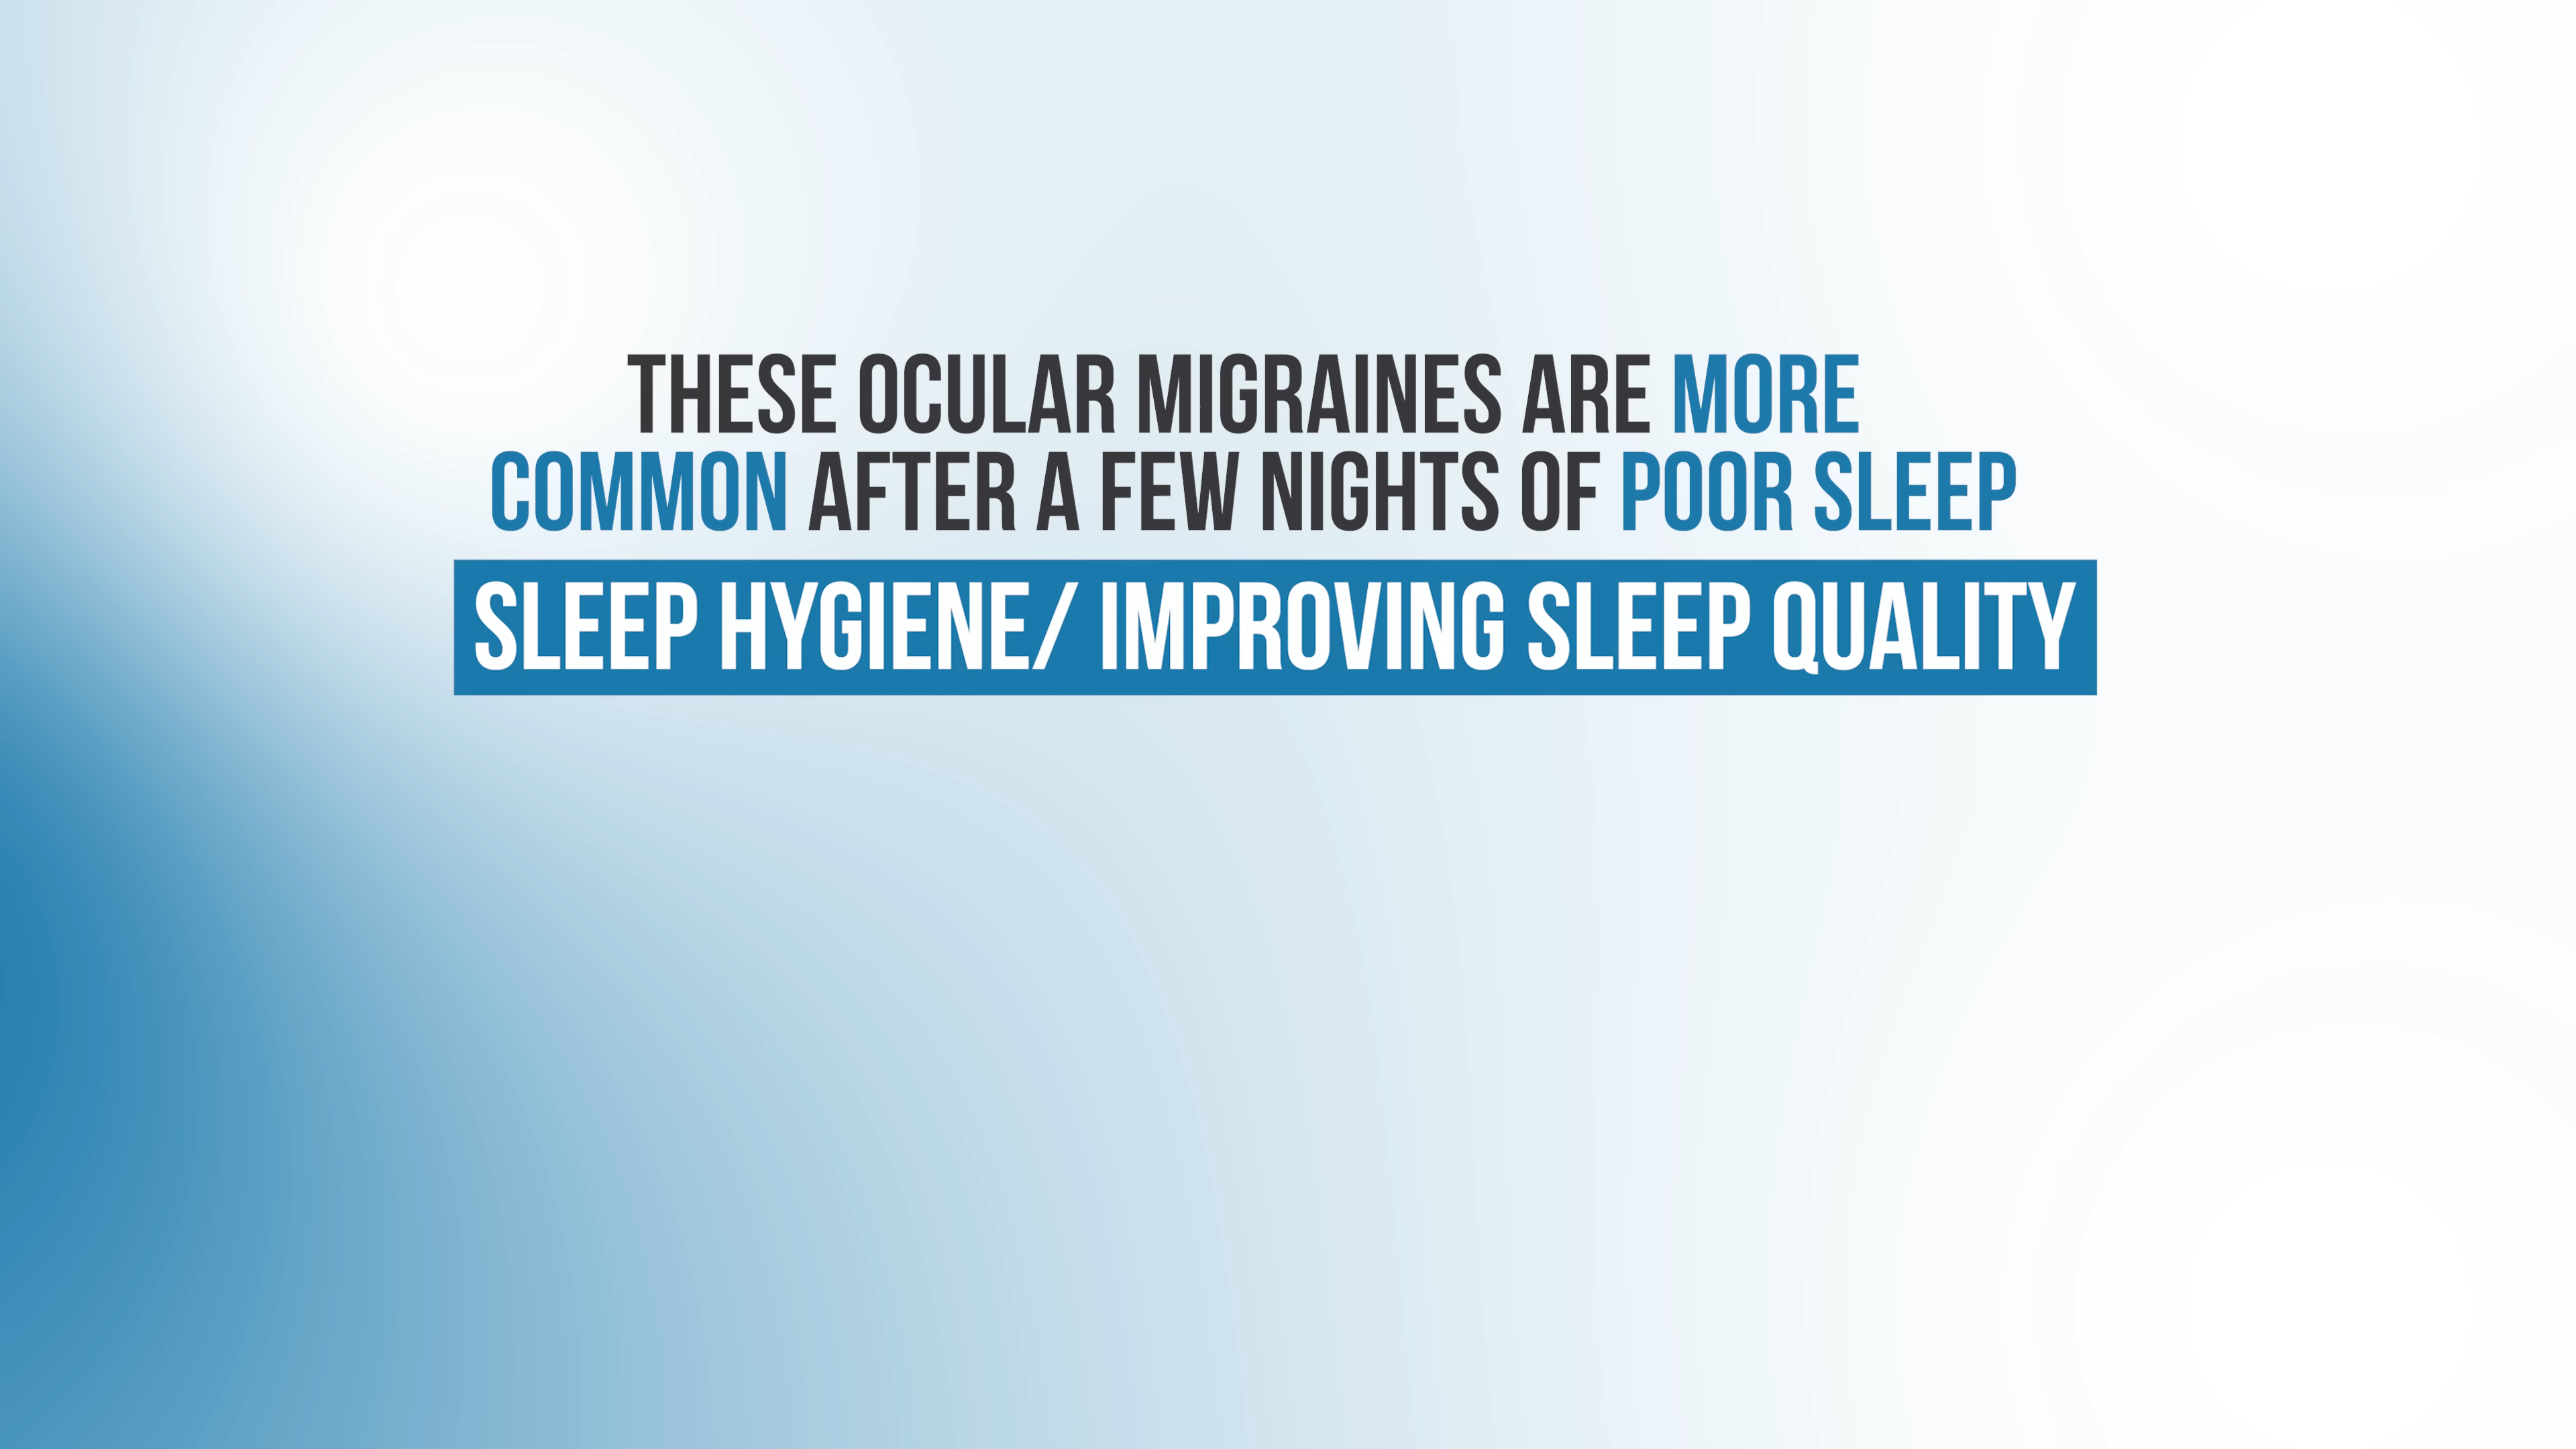 THESE OCULAR MIGRAINES ARE MORE
COMMON AFTER A FEW NIGHTS OF POOR SLEEP
SLEEP HYGIENE/ IMPROVING SLEEP QUALITY